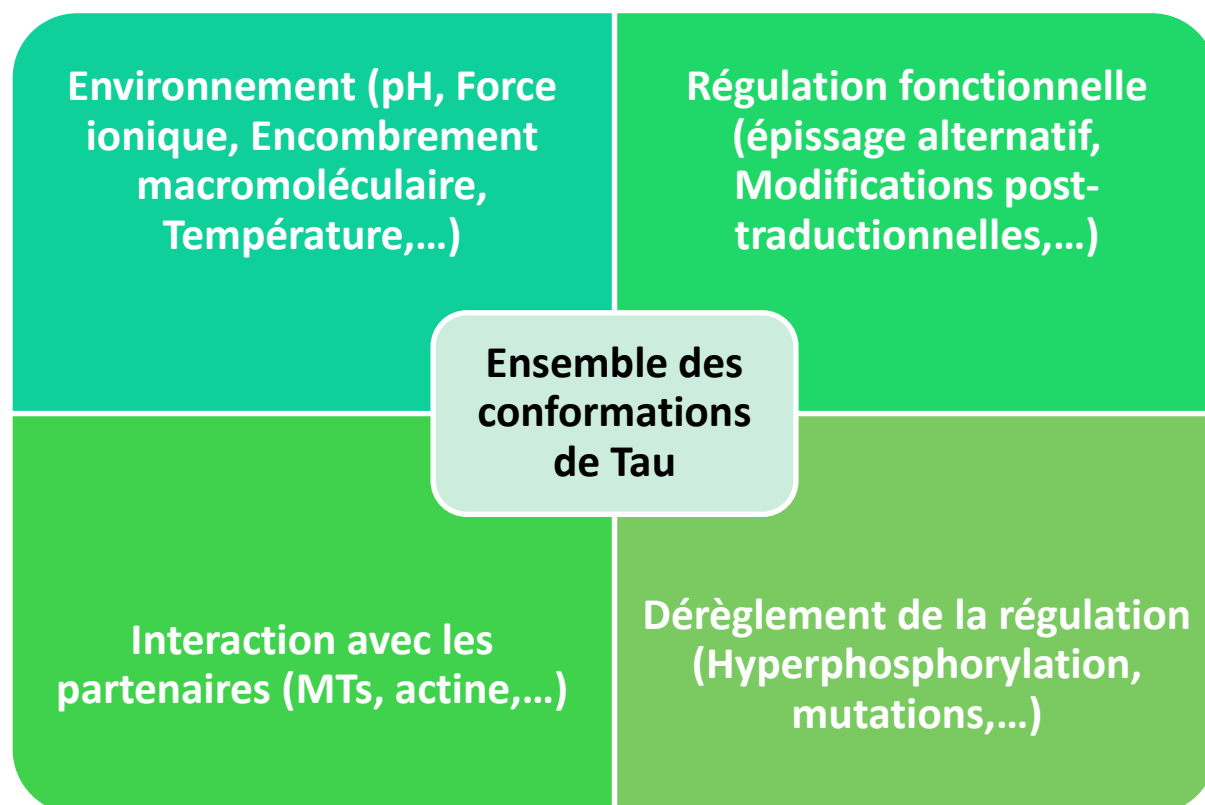 Environnement (pH, Force
ionique, Encombrement
macromoléculaire,
Température,…)
Régulation fonctionnelle
(épissage alternatif,
Modifications post-
traductionnelles,…)
Ensemble des
conformations
de Tau
Interaction avec les
partenaires (MTs, actine,…)
Dérèglement de la régulation
(Hyperphosphorylation,
mutations,…)